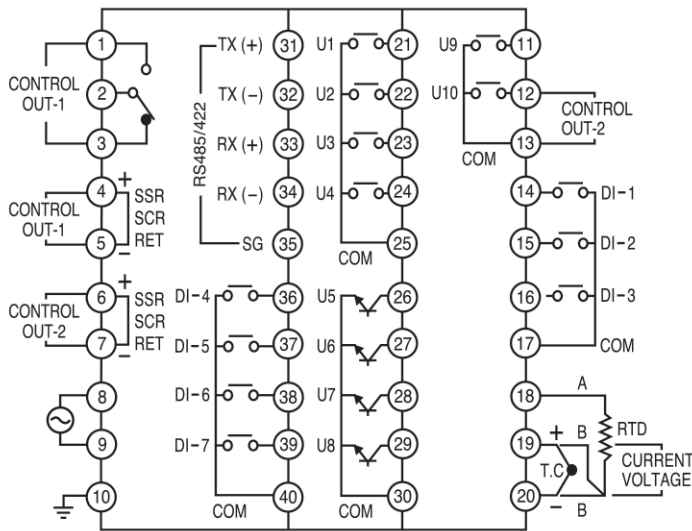 1 TX (+) 31 U1 21 U9 11
CONTROL OUT-1
2 TX (−) 32 U2 22 U10 12 CONTROL OUT-2
RS485/422
3 RX (+) 33 U3 23 COM 13
4 + SSR RX (−) 34 U4 24 14 DI-1
CONTROL OUT-1 SCR
5 − RET SG 35 COM 25 15 DI-2
6 + SSR DI-4 36 U5 26 16 DI-3
CONTROL OUT-2 SCR
7 − RET DI-5 37 U6 27 17 COM
8 DI-6 38 U7 28 18 A
RTD
9 DI-7 39 U8 29 19 + B
T.C CURRENT VOLTAGE
10 COM 40 COM 30 20 − B